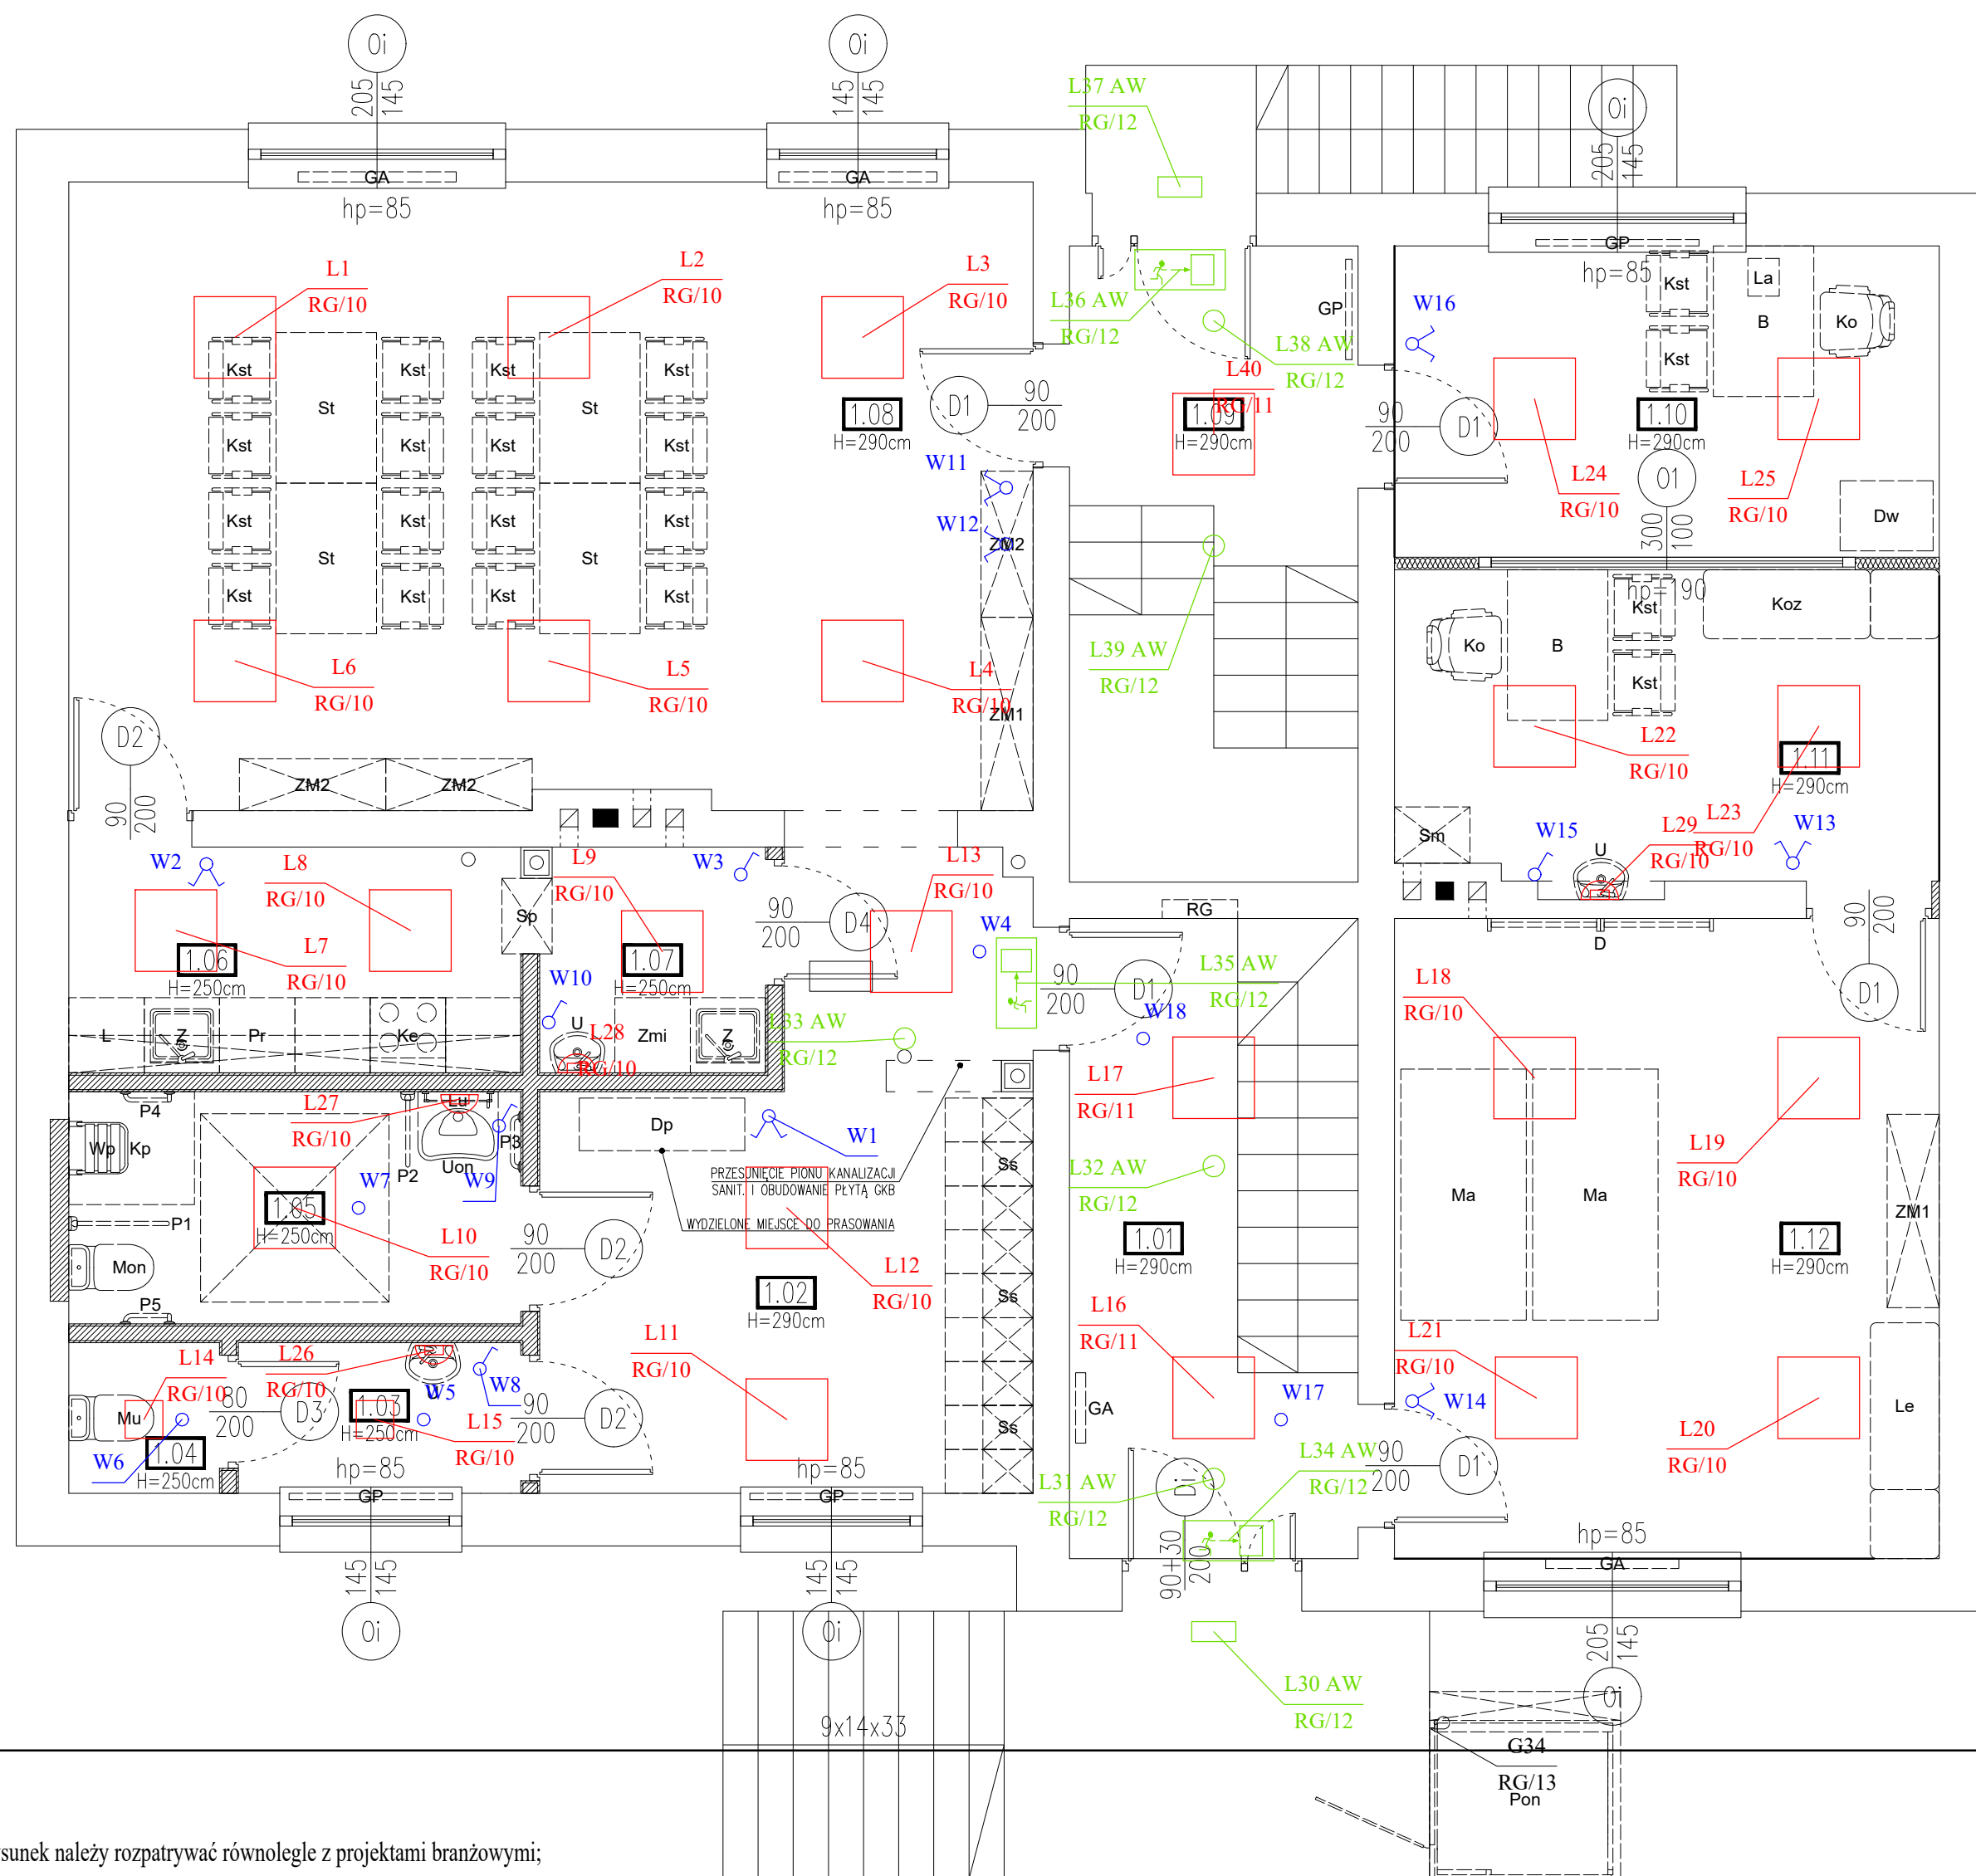 Oi
205
145
GA
hp=85
Oi
145
145
GA
hp=85
L37 AW
RG/12
Oi
205
145
GP
hp=85
L1
RG/10
L2
RG/10
L3
RG/10
L36 AW
RG/12
GP
L38 AW
RG/12
W16
Kst
La
B
Ko
Kst
Kst
Kst
Kst
Kst
St
St
1.08
H=290cm
D1
90
200
L40
RG/11
1.09
H=290cm
90
200
D1
1.10
H=290cm
Kst
Kst
Kst
Kst
W11
L24
RG/10
O1
300
100
L25
RG/10
Dw
W12
ZM2
Kst
Kst
Kst
Kst
St
St
Kst
Kst
Kst
Kst
hp=190
Kst
Koz
Ko
B
Kst
L39 AW
RG/12
L6
RG/10
L5
RG/10
L4
RG/10
ZM1
D2
90
200
ZM2
ZM2
L22
RG/10
1.11
H=290cm
L23
RG/10
Sm
W15
U
L29
RG/10
W13
W2
L8
RG/10
L9
RG/10
W3
L13
RG/10
Sp
90
200
D4
W4
RG
D
90
200
D1
1.06
H=250cm
L7
RG/10
1.07
H=250cm
W10
90
200
D1
L35 AW
RG/12
L18
RG/10
W18
L
Z
Pr
Ke
U
L28
RG/10
Zmi
Z
L33 AW
RG/12
L17
RG/11
P4
L27
RG/10
Lu
Wp
Kp
P2
Uon
P3
W9
W7
Dp
W1
PRZESUNIĘCIE PIONU KANALIZACJI
SANIT. I OBUDOWANIE PŁYTĄ GKB
WYDZIELONE MIEJSCE DO PRASOWANIA
Ss
L32 AW
RG/12
L19
RG/10
Ma
Ma
ZM1
1.05
H=250cm
P1
L10
RG/10
Mon
P5
90
200
D2
L12
RG/10
1.02
H=290cm
Ss
1.01
H=290cm
1.12
H=290cm
L14
RG/10
L26
RG/10
L11
RG/10
L16
RG/11
L21
RG/10
Mu
80
200
D3
1.03
H=250cm
W5
W8
L15
RG/10
90
200
D2
Ss
GA
W17
W14
Le
W6
1.04
H=250cm
hp=85
GP
hp=85
GP
L31 AW
RG/12
Di
90+30
200
L34 AW
RG/12
90
200
D1
L20
RG/10
hp=85
GA
145
145
Oi
145
145
Oi
205
145
Oi
L30 AW
RG/12
9x14x33
G34
RG/13
Pon
sunek należy rozpatrywać równolegle z projektami branżowymi;